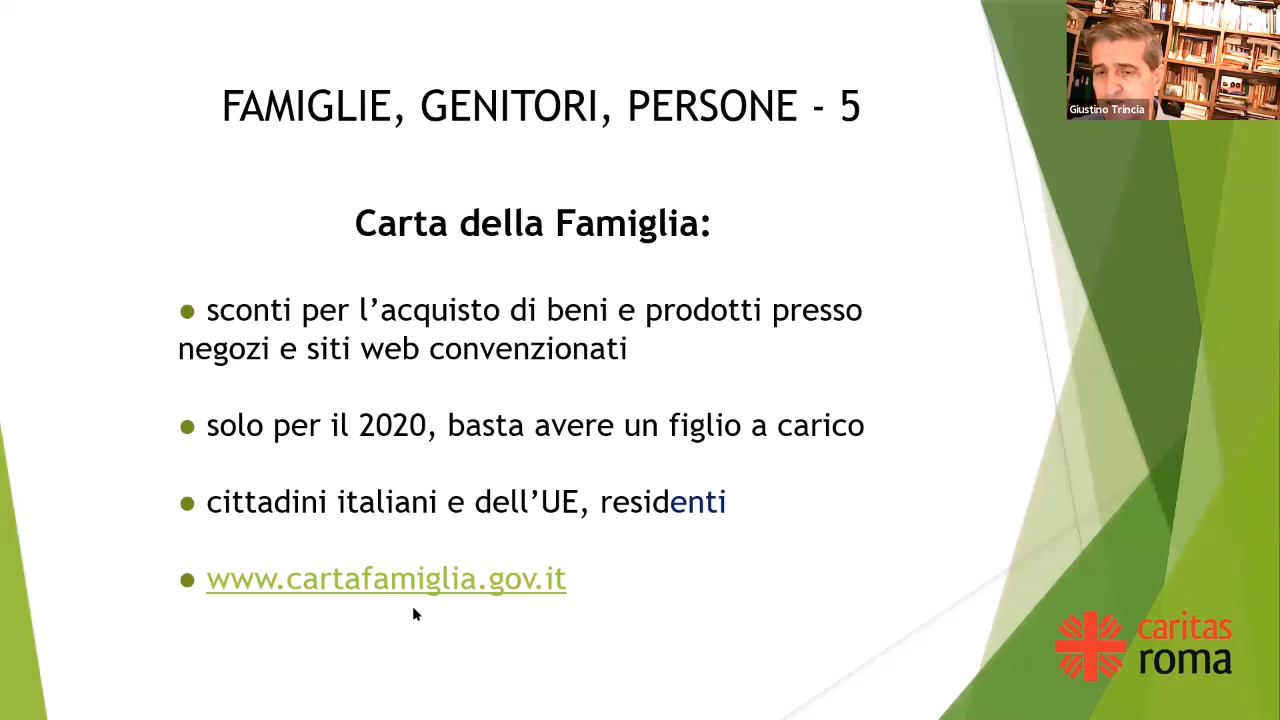 FAMIGLIE, GENITORI, PERSONE - 5
Giustino Trincia
Carta della Famiglia:
● sconti per l’acquisto di beni e prodotti presso
negozi e siti web convenzionati
● solo per il 2020, basta avere un figlio a carico
● cittadini italiani e dell’UE, residenti
● www.cartafamiglia.gov.it
caritas
roma